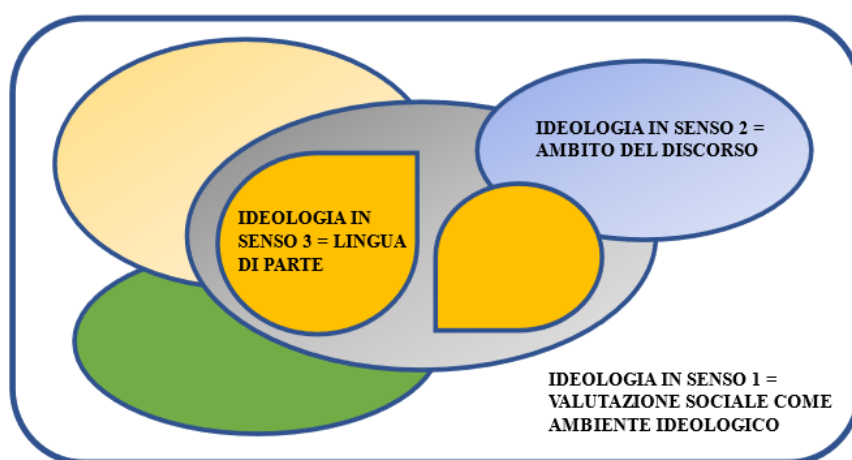 IDEOLOGIA IN SENSO 2 =
AMBITO DEL DISCORSO
IDEOLOGIA IN
SENSO 3 = LINGUA
DI PARTE
IDEOLOGIA IN SENSO 1 =
VALUTAZIONE SOCIALE COME
AMBIENTE IDEOLOGICO